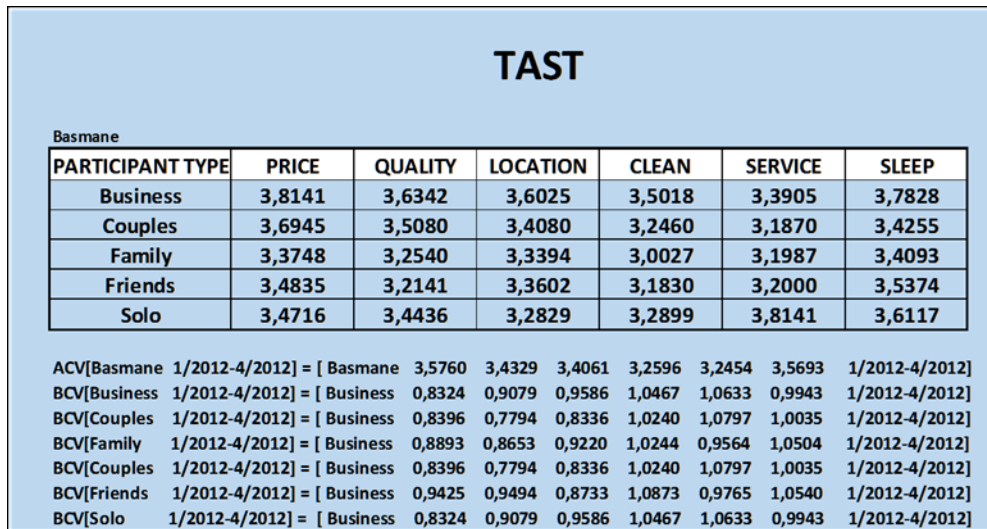 TAST
Basmane
PARTICIPANT TYPE PRICE QUALITY LOCATION CLEAN SERVICE SLEEP
Business 3,8141 3,6342 3,6025 3,5018 3,3905 3,7828
Couples 3,6945 3,5080 3,4080 3,2460 3,1870 3,4255
Family 3,3748 3,2540 3,3394 3,0027 3,1987 3,4093
Friends 3,4835 3,2141 3,3602 3,1830 3,2000 3,5374
Solo 3,4716 3,4436 3,2829 3,2899 3,8141 3,6117
ACV[Basmane 1/2012-4/2012] = [ Basmane 3,5760 3,4329 3,4061 3,2596 3,2454 3,5693 1/2012-4/2012]
BCV[Business 1/2012-4/2012] = [ Business 0,8324 0,9079 0,9586 1,0467 1,0633 0,9943 1/2012-4/2012]
BCV[Couples 1/2012-4/2012] = [ Business 0,8396 0,7794 0,8336 1,0240 1,0797 1,0035 1/2012-4/2012]
BCV[Family 1/2012-4/2012] = [ Business 0,8893 0,8653 0,9220 1,0244 0,9564 1,0504 1/2012-4/2012]
BCV[Couples 1/2012-4/2012] = [ Business 0,8396 0,7794 0,8336 1,0240 1,0797 1,0035 1/2012-4/2012]
BCV[Friends 1/2012-4/2012] = [ Business 0,9425 0,9494 0,8733 1,0873 0,9765 1,0540 1/2012-4/2012]
BCV[Solo 1/2012-4/2012] = [ Business 0,8324 0,9079 0,9586 1,0467 1,0633 0,9943 1/2012-4/2012]